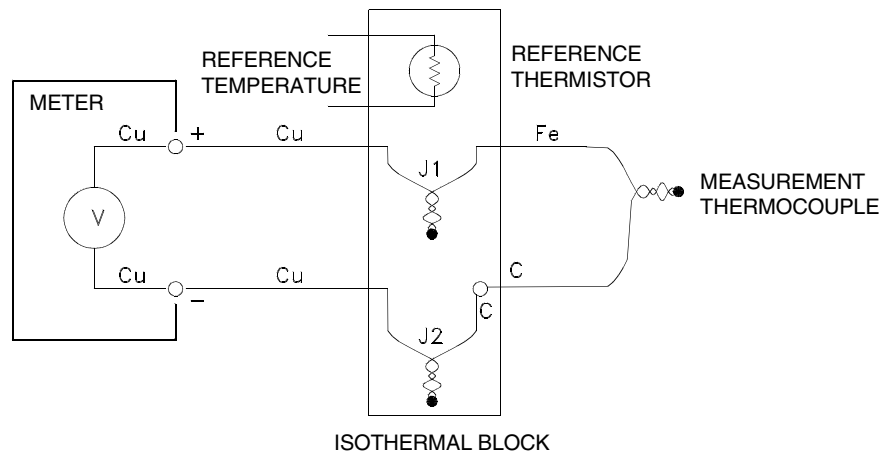 REFERENCE
TEMPERATURE
REFERENCE
THERMISTOR
METER
Cu
+
Cu
Fe
J1
V
MEASUREMENT
THERMOCOUPLE
Cu
−
Cu
C
C
J2
ISOTHERMAL BLOCK